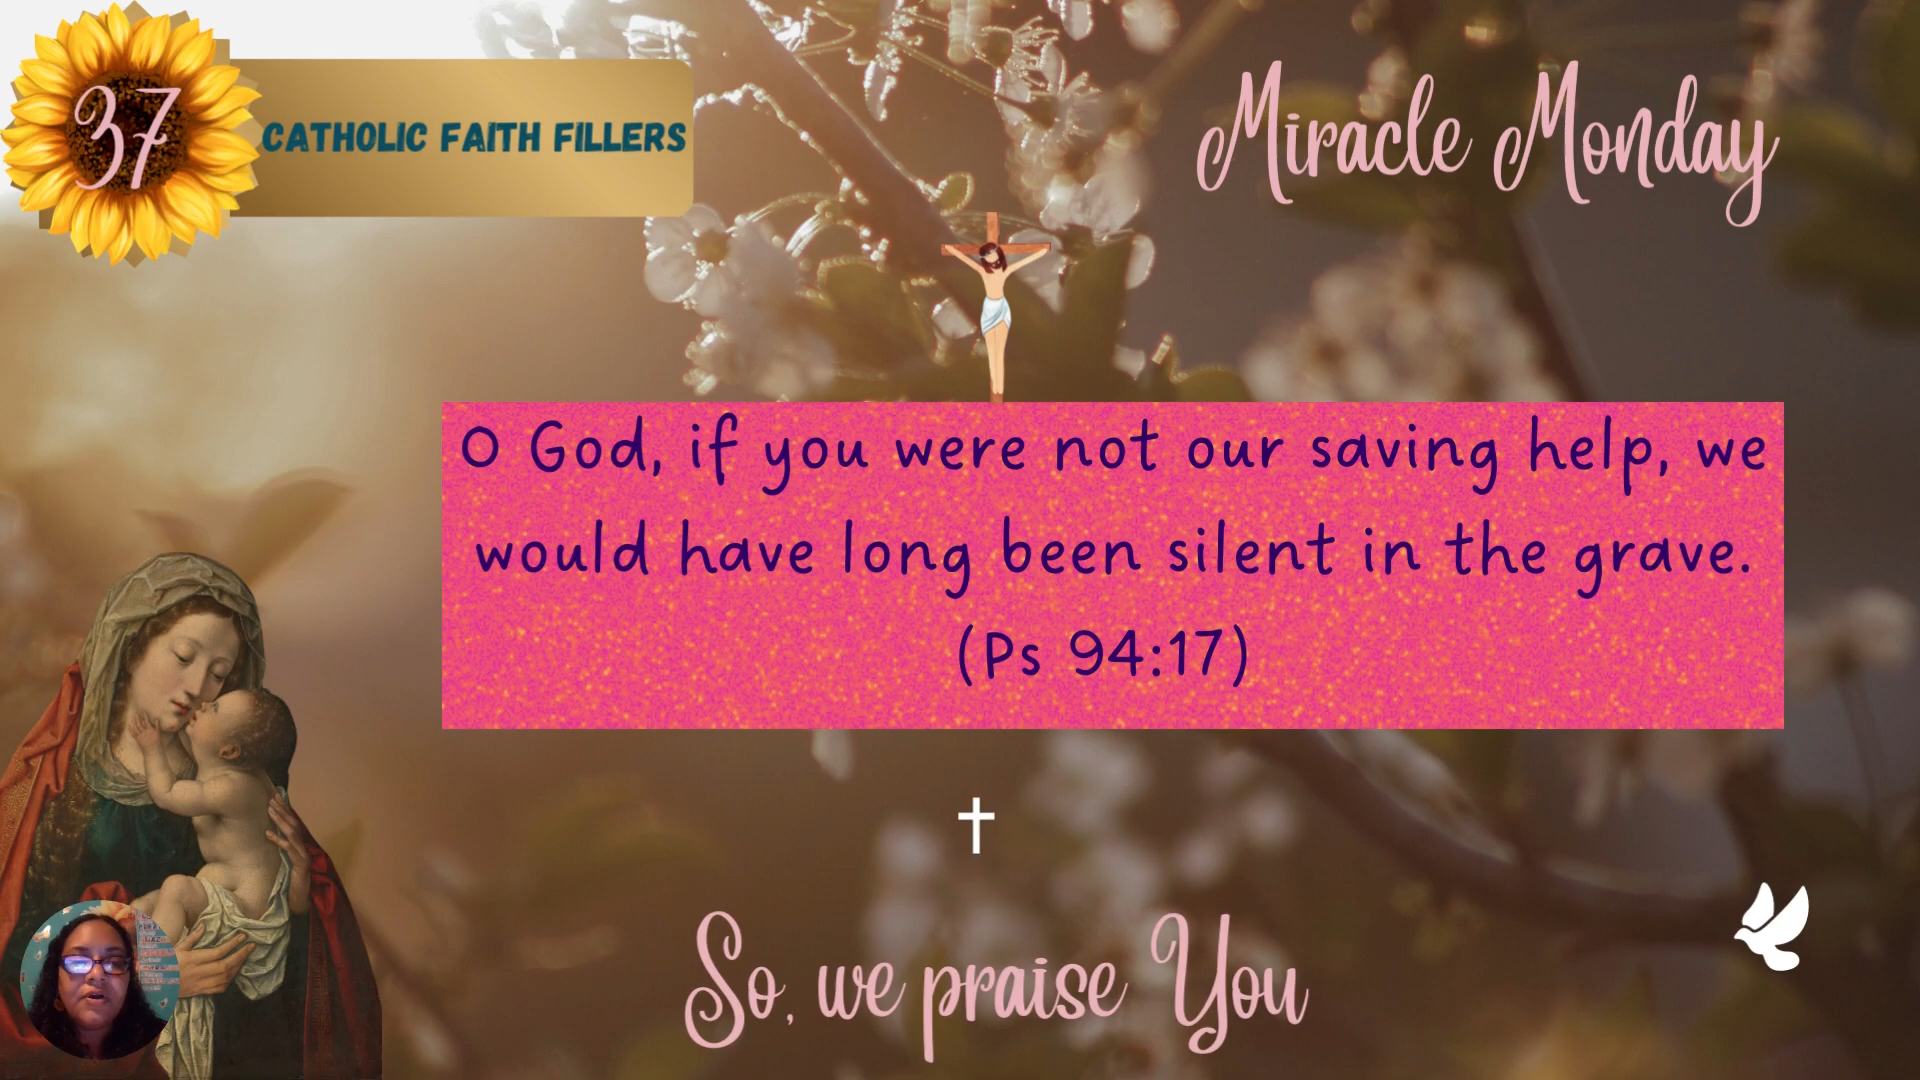 37
CATHOLIC FAITH FILLERS
Miracle Monday
O God, if you were not our saving help, we
would have long been silent in the grave.
(Ps 94:17)
So, we praise You